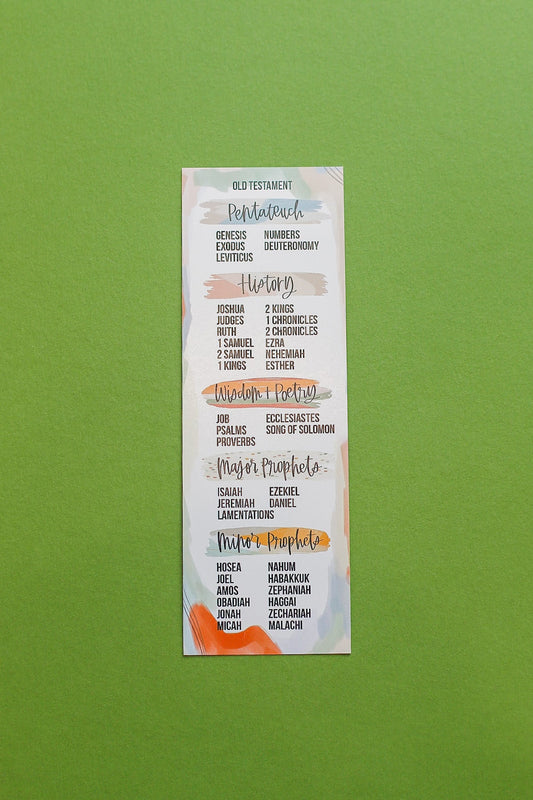 OLD TESTAMENT
Pentateuch
GENESIS NUMBERS
EXODUS DEUTERONOMY
LEVITICUS
History
JOSHUA 2 KINGS
JUDGES 1 CHRONICLES
RUTH 2 CHRONICLES
1 SAMUEL EZRA
2 SAMUEL NEHEMIAH
1 KINGS ESTHER
Wisdom + Poetry
JOB ECCLESIASTES
PSALMS SONG OF SOLOMON
PROVERBS
Major Prophets
ISAIAH EZEKIEL
JEREMIAH DANIEL
LAMENTATIONS
Minor Prophets
HOSEA NAHUM
JOEL HABAKKUK
AMOS ZEPHANIAH
OBADIAH HAGGAI
JONAH ZECHARIAH
MICAH MALACHI